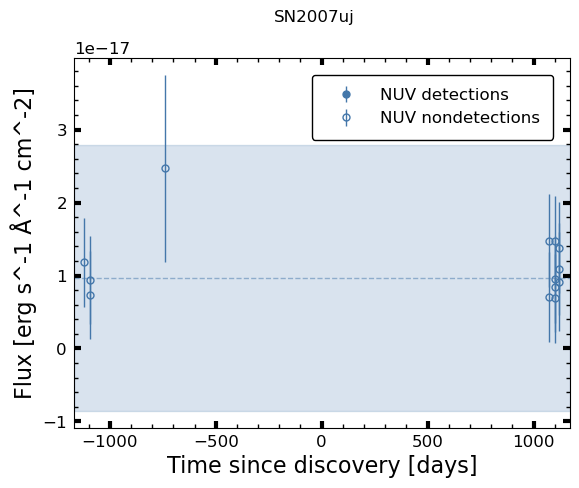 SN2007uj
1e−17
NUV detections
NUV nondetections
3
2
1
0
−1
−1000
−500
0
500
1000
Flux [erg s^-1 Å^-1 cm^-2]
Time since discovery [days]